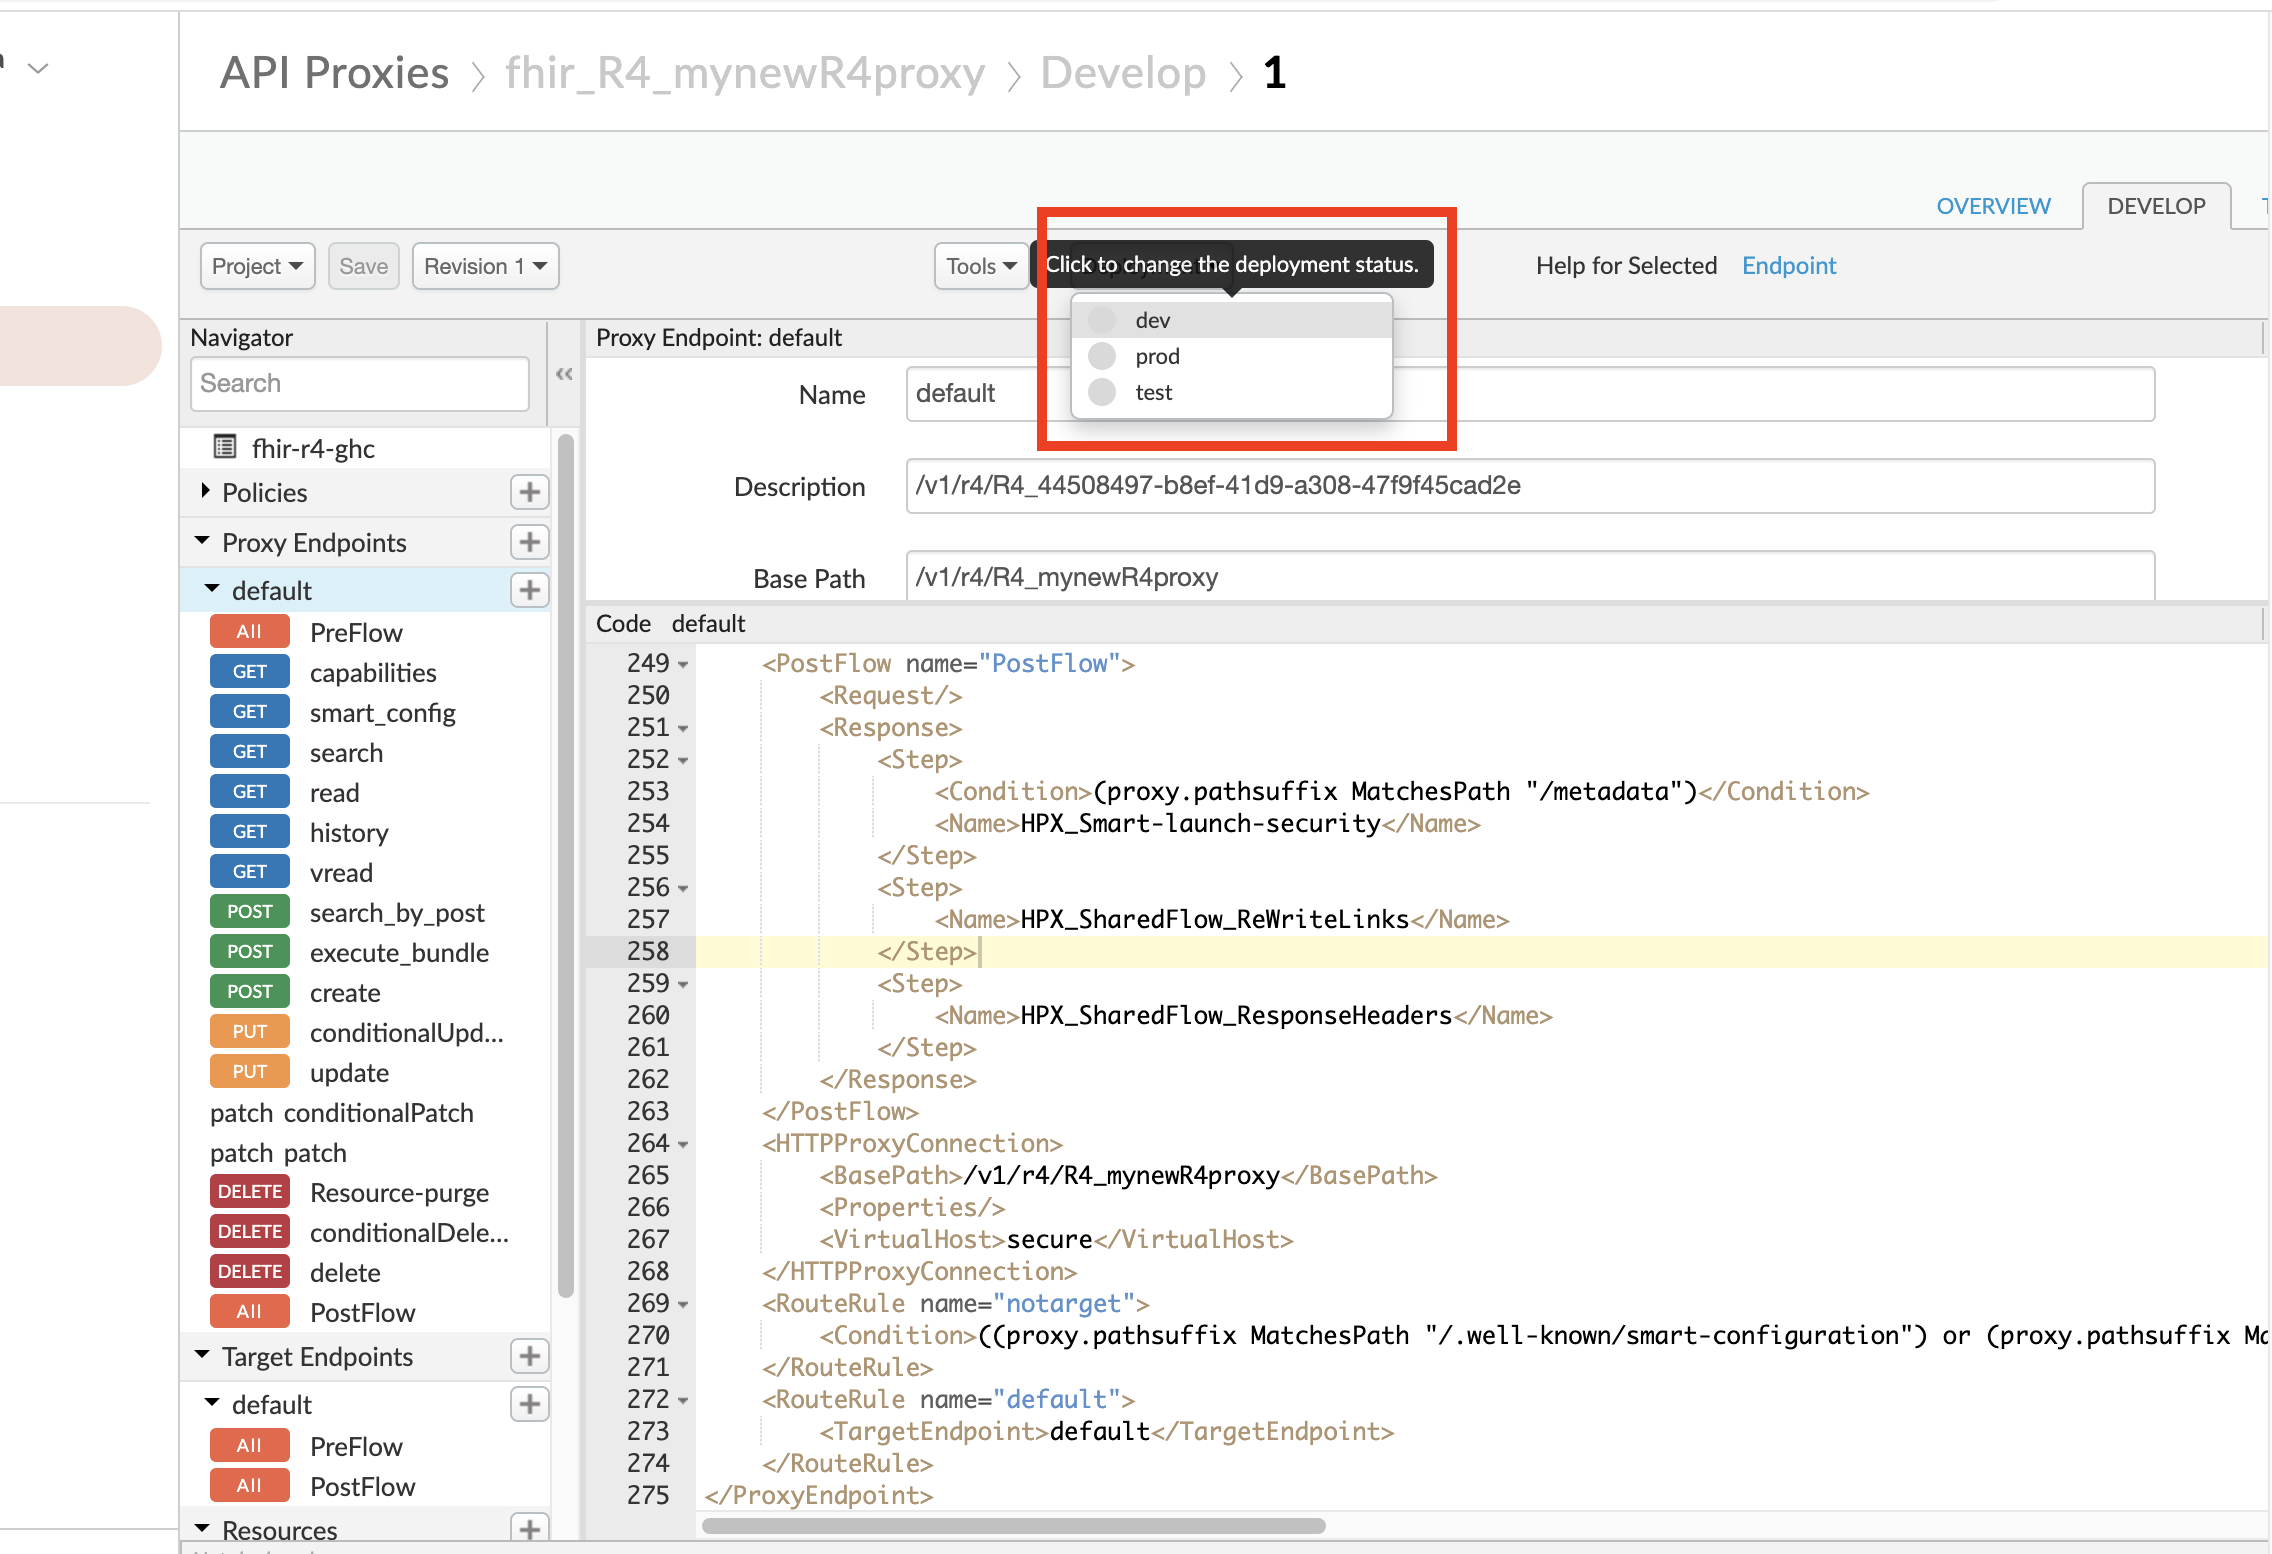 API Proxies > fhir_R4_mynewR4proxy > Develop > 1
OVERVIEW
DEVELOP
Project
Save
Revision 1
Tools
Click to change the deployment status.
Help for Selected
Endpoint
dev
prod
test
Navigator
Search
fhir-r4-ghc
Policies
Proxy Endpoints
default
All PreFlow
GET capabilities
GET smart_config
GET search
GET read
GET history
GET vread
POST search_by_post
POST execute_bundle
POST create
PUT conditionalUpd...
PUT update
patch conditionalPatch
patch patch
DELETE Resource-purge
DELETE conditionalDele...
DELETE delete
All PostFlow
Target Endpoints
default
All PreFlow
All PostFlow
Resources
Proxy Endpoint: default
Name default
Description /v1/r4/R4_44508497-b8ef-41d9-a308-47f9f45cad2e
Base Path /v1/r4/R4_mynewR4proxy
Code default
249 <PostFlow name="PostFlow">
250 <Request/>
251 <Response>
252 <Step>
253 <Condition>(proxy.pathsuffix MatchesPath "/metadata")</Condition>
254 <Name>HPX_Smart-launch-security</Name>
255 </Step>
256 <Step>
257 <Name>HPX_SharedFlow_ReWriteLinks</Name>
258 </Step>
259 <Step>
260 <Name>HPX_SharedFlow_ResponseHeaders</Name>
261 </Step>
262 </Response>
263 </PostFlow>
264 <HTTPProxyConnection>
265 <BasePath>/v1/r4/R4_mynewR4proxy</BasePath>
266 <Properties/>
267 <VirtualHost>secure</VirtualHost>
268 </HTTPProxyConnection>
269 <RouteRule name="notarget">
270 <Condition>((proxy.pathsuffix MatchesPath "/.well-known/smart-configuration") or (proxy.pathsuffix Ma
271 </RouteRule>
272 <RouteRule name="default">
273 <TargetEndpoint>default</TargetEndpoint>
274 </RouteRule>
275 </ProxyEndpoint>